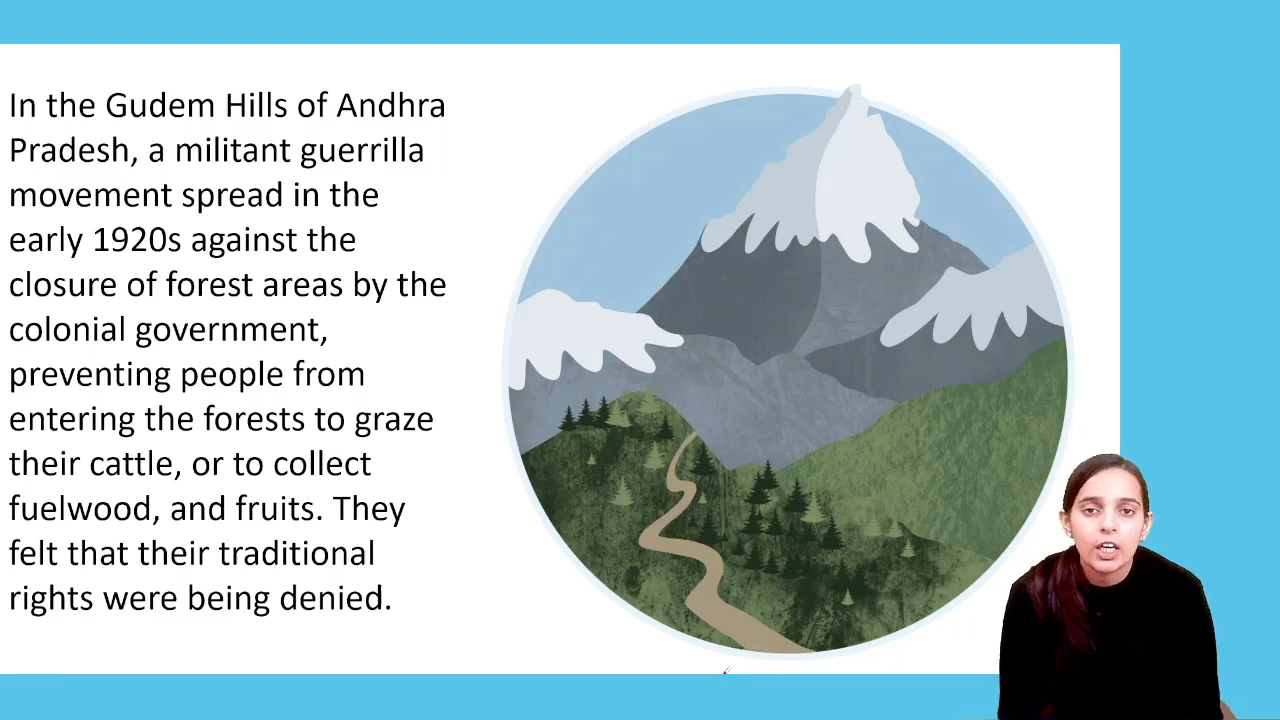 In the Gudem Hills of Andhra
Pradesh, a militant guerrilla
movement spread in the
early 1920s against the
closure of forest areas by the
colonial government,
preventing people from
entering the forests to graze
their cattle, or to collect
fuelwood, and fruits. They
felt that their traditional
rights were being denied.